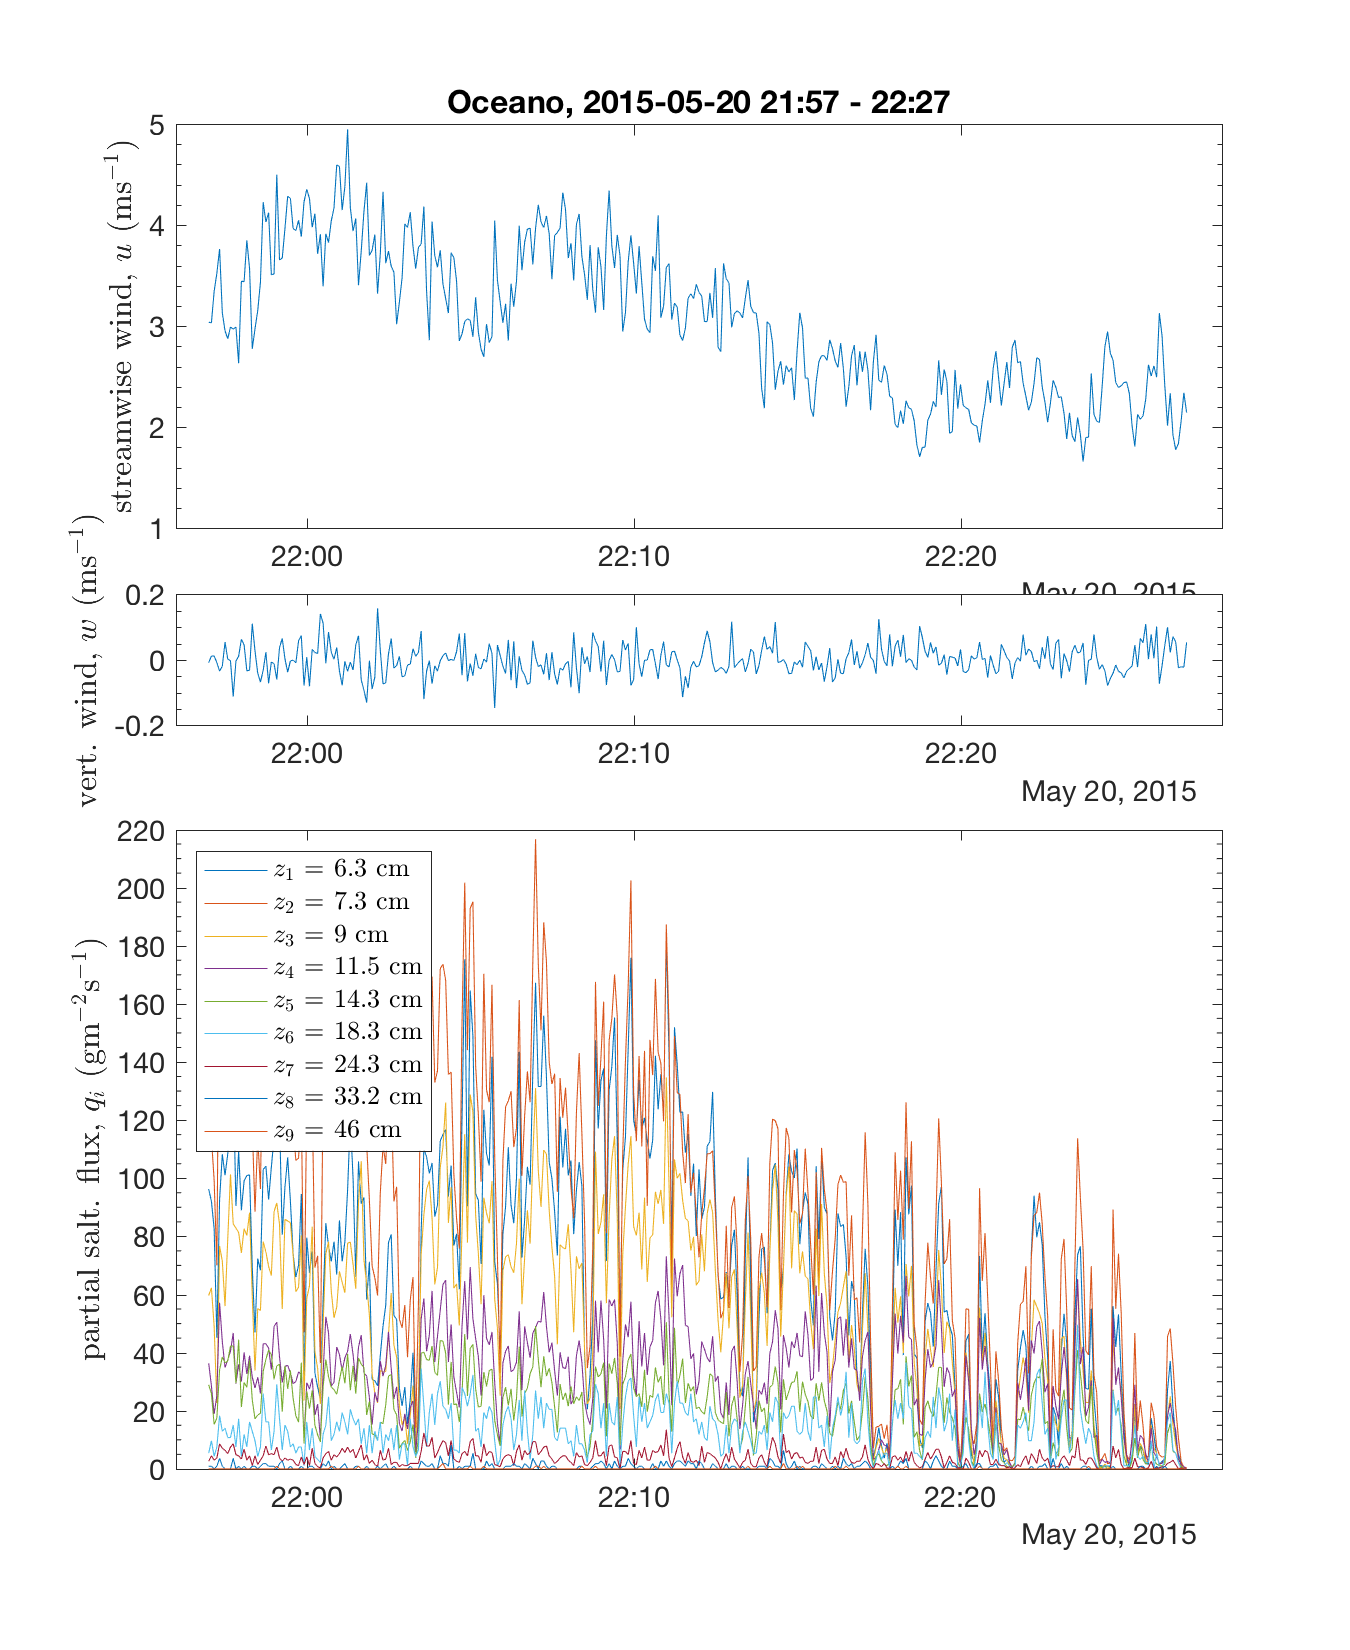 Oceano, 2015-05-20 21:57 - 22:27
streamwise wind, u (ms⁻¹)
5
4
3
2
1
22:00 22:10 22:20
May 20, 2015
vert. wind, w (ms⁻¹)
0.2
0
-0.2
22:00 22:10 22:20
May 20, 2015
partial salt. flux, qᵢ (gm⁻²s⁻¹)
220
200
180
160
140
120
100
80
60
40
20
0
z₁ = 6.3 cm
z₂ = 7.3 cm
z₃ = 9 cm
z₄ = 11.5 cm
z₅ = 14.3 cm
z₆ = 18.3 cm
z₇ = 24.3 cm
z₈ = 33.2 cm
z₉ = 46 cm
22:00 22:10 22:20
May 20, 2015